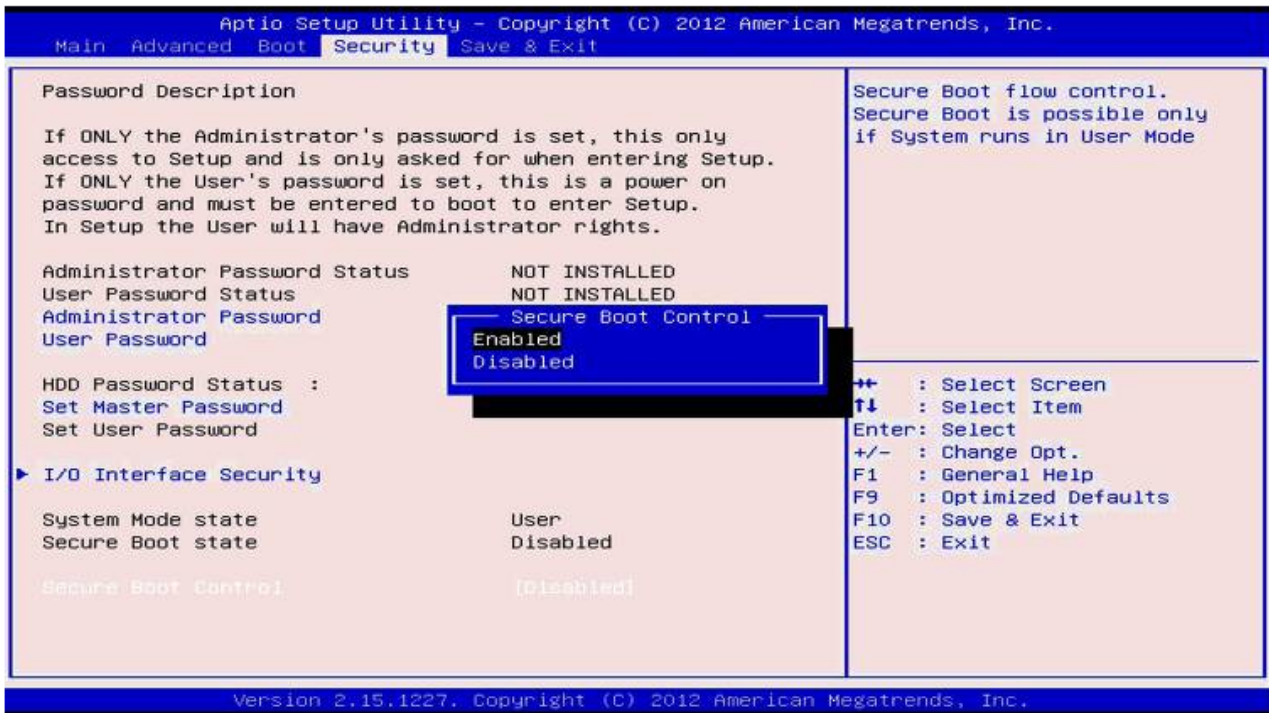 Aptio Setup Utility – Copyright (C) 2012 American Megatrends, Inc.
Main Advanced Boot Security Save & Exit
Password Description
If ONLY the Administrator's password is set, this only
access to Setup and is only asked for when entering Setup.
If ONLY the User's password is set, this is a power on
password and must be entered to boot to enter Setup.
In Setup the User will have Administrator rights.
Administrator Password Status NOT INSTALLED
User Password Status NOT INSTALLED
Administrator Password
User Password
HDD Password Status :
Set Master Password
Set User Password
I/O Interface Security
System Mode state User
Secure Boot state Disabled
Secure Boot Control [Disabled]
Secure Boot Control
Enabled
Disabled
Secure Boot flow control.
Secure Boot is possible only
if System runs in User Mode
→← : Select Screen
↑↓ : Select Item
Enter: Select
+/- : Change Opt.
F1 : General Help
F9 : Optimized Defaults
F10 : Save & Exit
ESC : Exit
Version 2.15.1227. Copyright (C) 2012 American Megatrends, Inc.